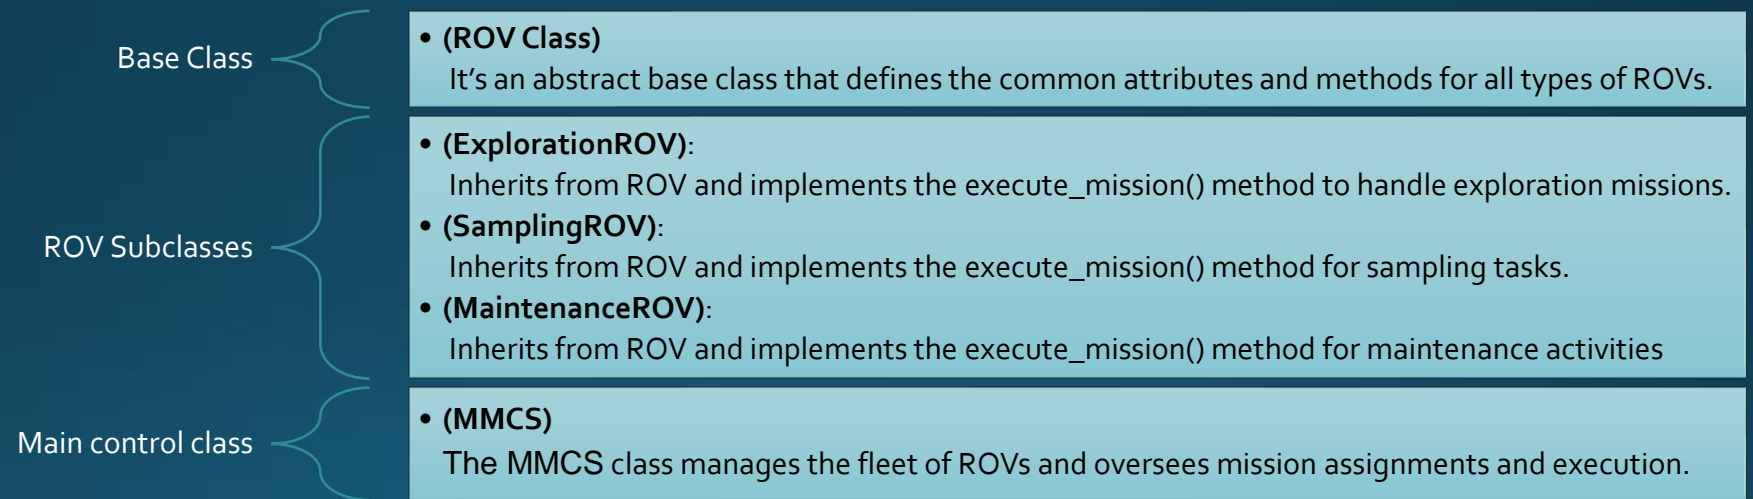 Base Class
• (ROV Class)
It's an abstract base class that defines the common attributes and methods for all types of ROVs.
ROV Subclasses
• (ExplorationROV):
Inherits from ROV and implements the execute_mission() method to handle exploration missions.
• (SamplingROV):
Inherits from ROV and implements the execute_mission() method for sampling tasks.
• (MaintenanceROV):
Inherits from ROV and implements the execute_mission() method for maintenance activities
Main control class
• (MMCS)
The MMCS class manages the fleet of ROVs and oversees mission assignments and execution.